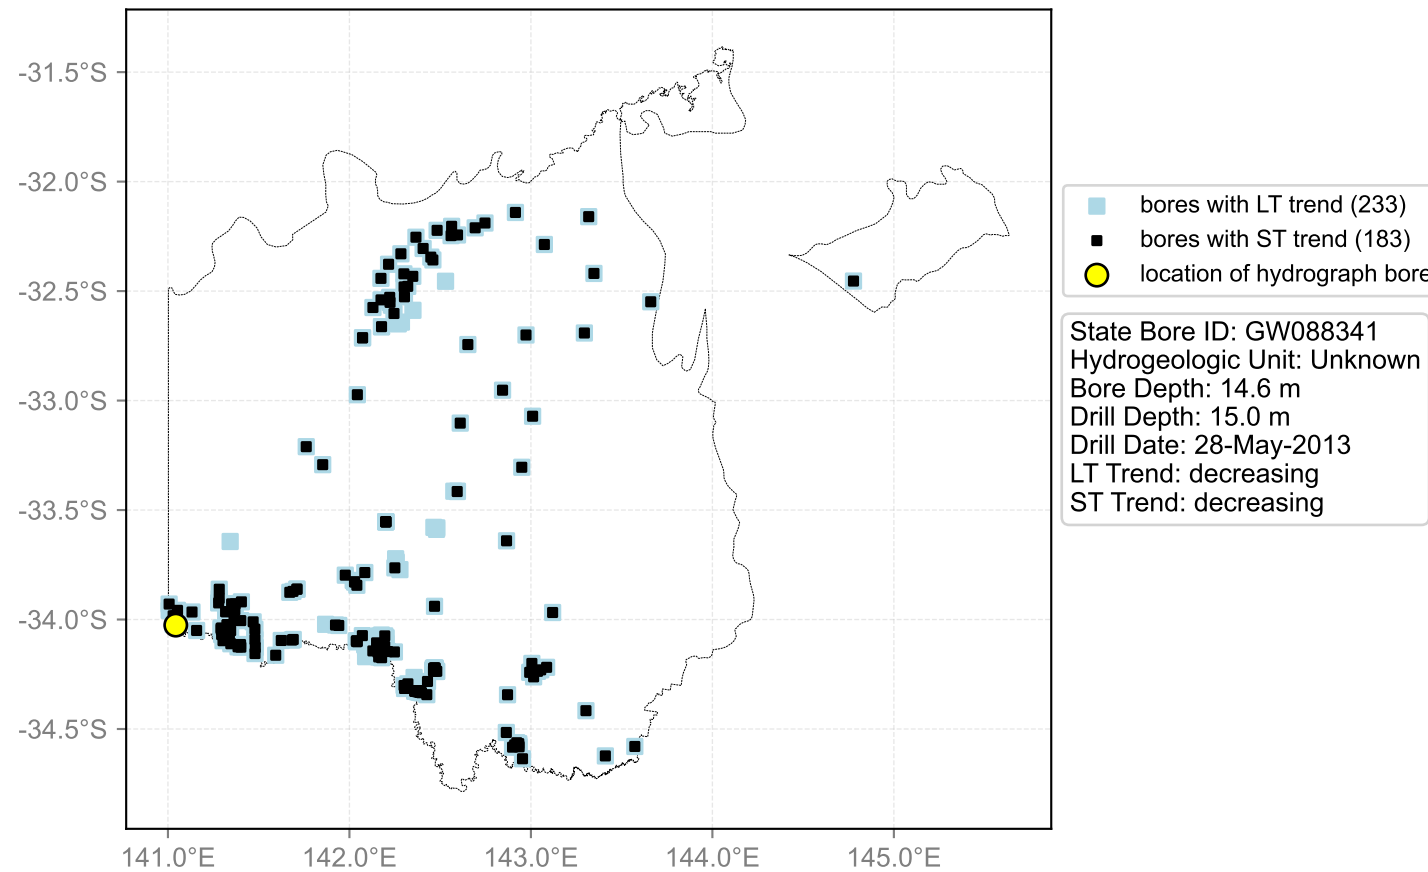 -31.5°S
-32.0°S
-32.5°S
-33.0°S
-33.5°S
-34.0°S
-34.5°S
141.0°E
142.0°E
143.0°E
144.0°E
145.0°E
bores with LT trend (233)
bores with ST trend (183)
location of hydrograph bore
State Bore ID: GW088341
Hydrogeologic Unit: Unknown
Bore Depth: 14.6 m
Drill Depth: 15.0 m
Drill Date: 28-May-2013
LT Trend: decreasing
ST Trend: decreasing